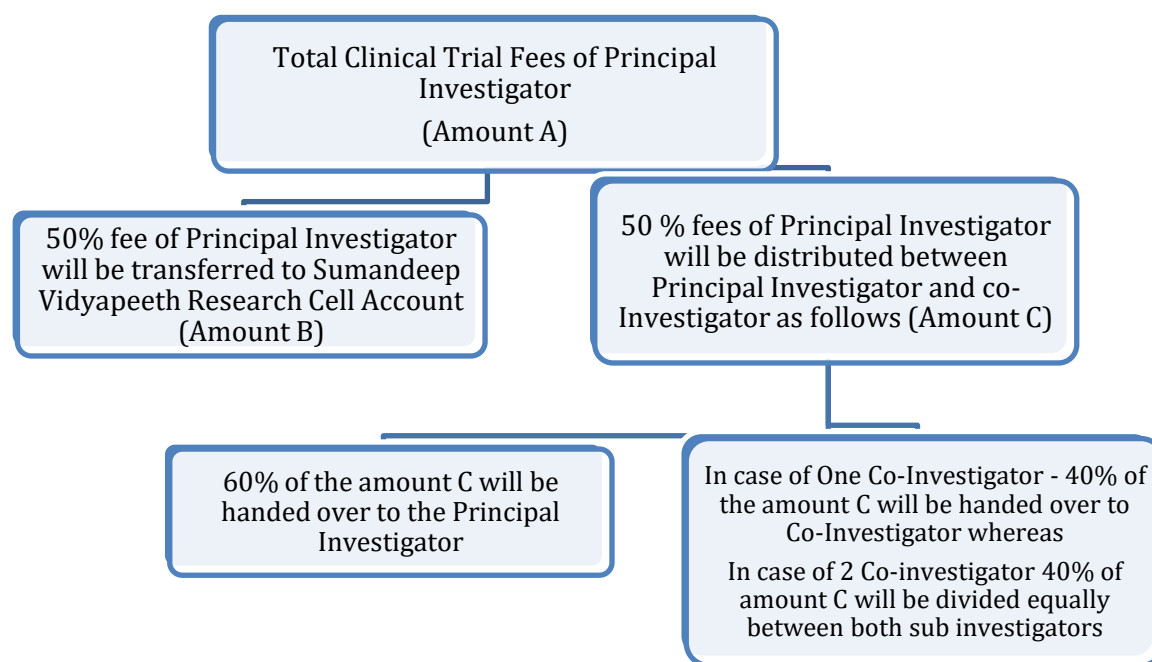 Total Clinical Trial Fees of Principal
Investigator
(Amount A)
50% fee of Principal Investigator
will be transferred to Sumandeep
Vidyapeeth Research Cell Account
(Amount B)
50 % fees of Principal Investigator
will be distributed between
Principal Investigator and co-
Investigator as follows (Amount C)
60% of the amount C will be
handed over to the Principal
Investigator
In case of One Co-Investigator - 40% of
the amount C will be handed over to
Co-Investigator whereas
In case of 2 Co-investigator 40% of
amount C will be divided equally
between both sub investigators